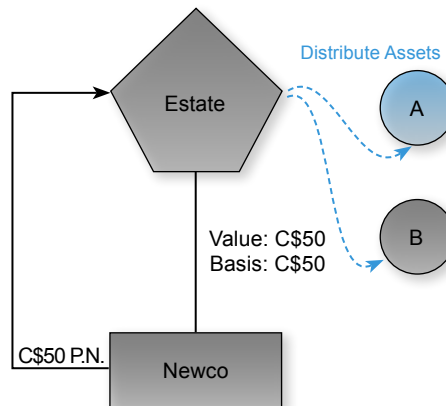 Distribute Assets
Estate
A
B
Value: C$50
Basis: C$50
C$50 P.N.
Newco